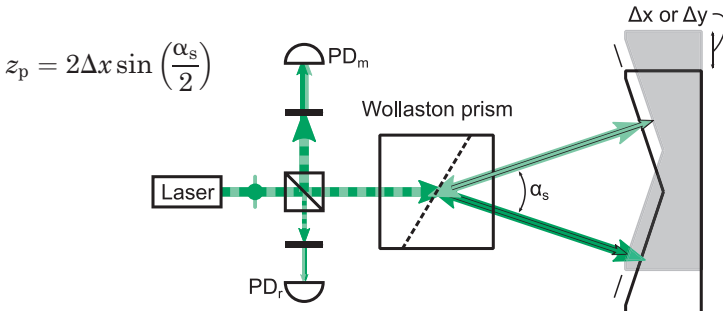 Δx or Δy
z_p = 2Δx sin (α_s/2)
PD_m
Wollaston prism
Laser
α_s
PD_r